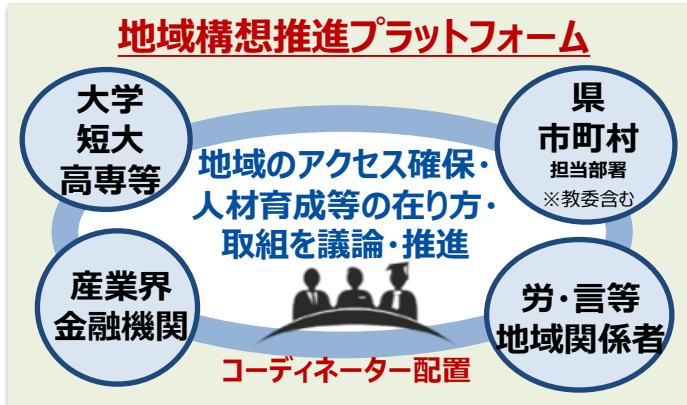 地域構想推進プラットフォーム
大学
短大
高専等
県
市町村
担当部署
※教委含む
地域のアクセス確保・
人材育成等の在り方・
取組を議論・推進
産業界
金融機関
労・言等
地域関係者
コーディネーター配置